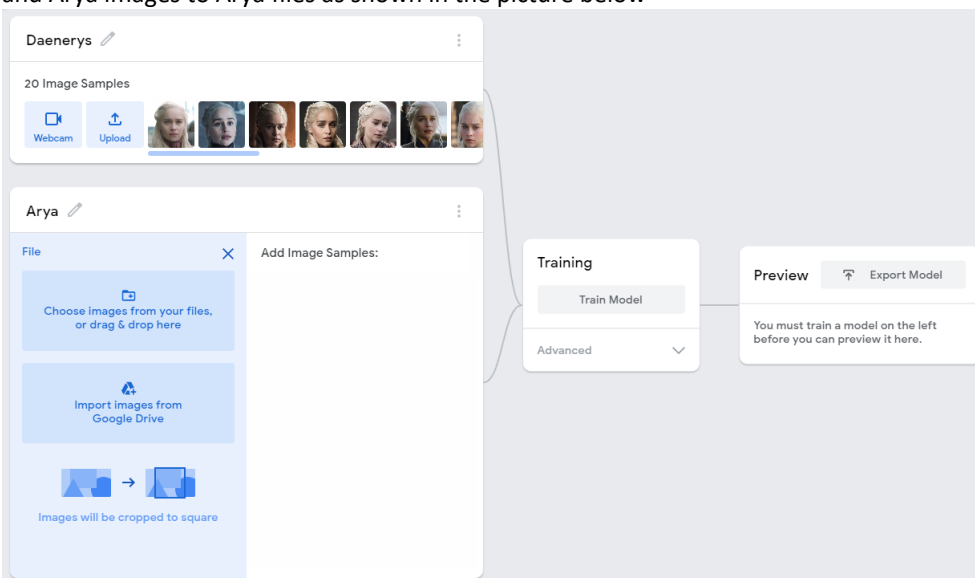 and Arya images to Arya files as shown in the picture below
Daenerys
20 Image Samples
Webcam
Upload
Arya
File
Add Image Samples:
Choose images from your files,
or drag & drop here
Import images from
Google Drive
Images will be cropped to square
Training
Train Model
Advanced
Preview
Export Model
You must train a model on the left
before you can preview it here.